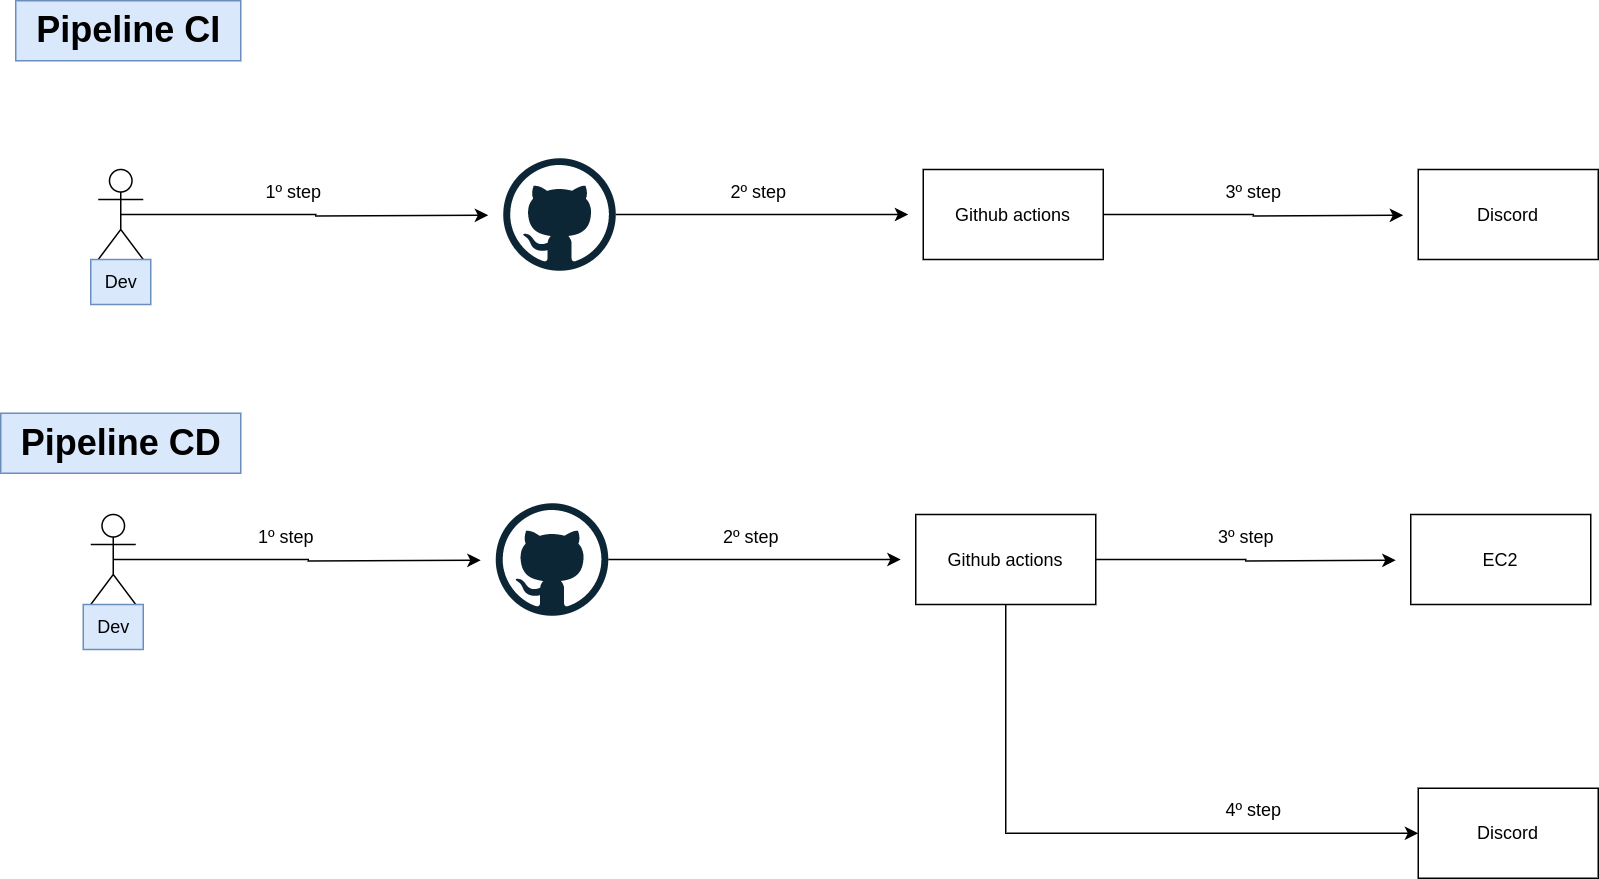 Pipeline CI
1º step
2º step
3º step
Github actions
Discord
Dev
Pipeline CD
1º step
2º step
3º step
Github actions
EC2
Dev
4º step
Discord